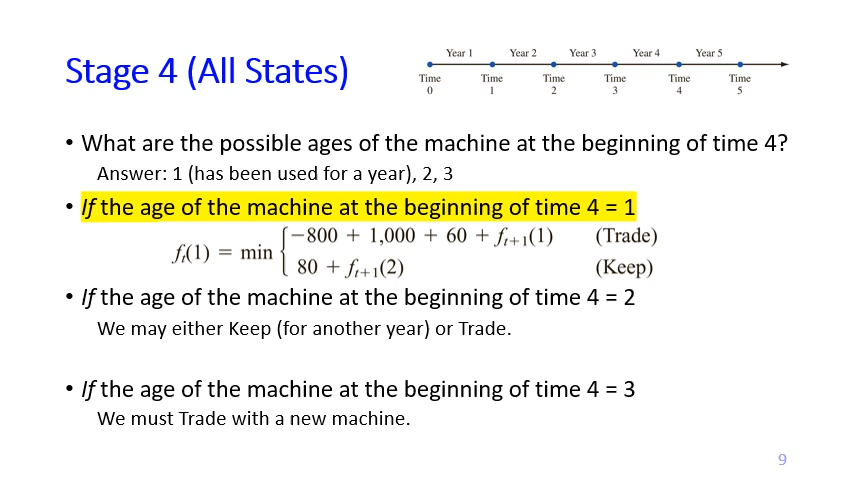 Stage 4 (All States)
Year 1 Year 2 Year 3 Year 4 Year 5
Time 0 Time 1 Time 2 Time 3 Time 4 Time 5
• What are the possible ages of the machine at the beginning of time 4?
Answer: 1 (has been used for a year), 2, 3
• If the age of the machine at the beginning of time 4 = 1
fₜ(1) = min { −800 + 1,000 + 60 + fₜ₊₁(1) (Trade)
80 + fₜ₊₁(2) (Keep)
• If the age of the machine at the beginning of time 4 = 2
We may either Keep (for another year) or Trade.
• If the age of the machine at the beginning of time 4 = 3
We must Trade with a new machine.
9